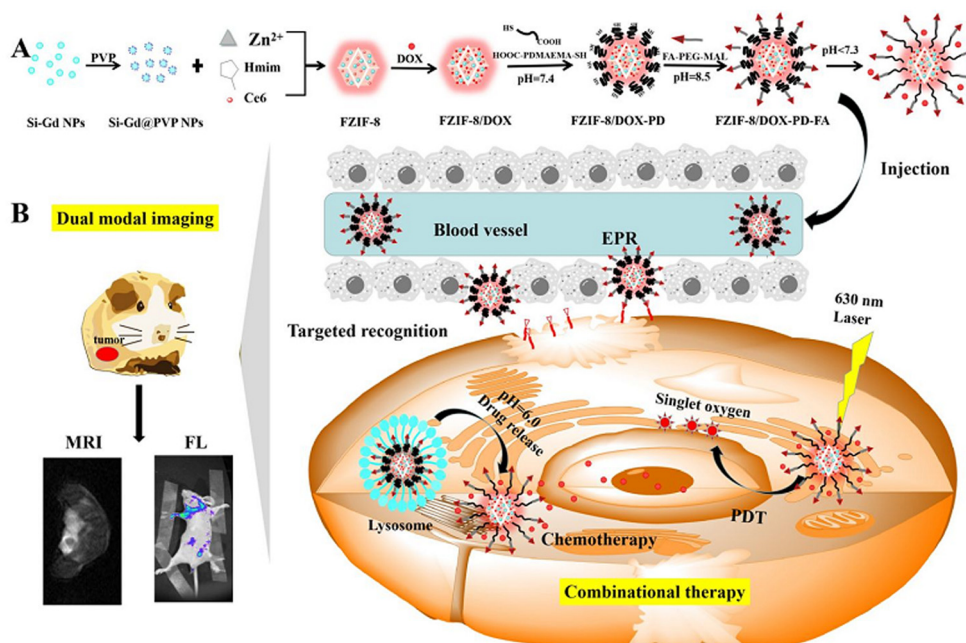 A
Si-Gd NPs
PVP
Si-Gd@PVP NPs
+
Zn²⁺
Hmim
Ce6
FZIF-8
DOX
FZIF-8/DOX
HS
COOH
HOOC-PDMAEMA-SH
pH=7.4
FZIF-8/DOX-PD
FA-PEG-MAL
pH=8.5
FZIF-8/DOX-PD-FA
pH<7.3
Injection
B
Dual modal imaging
tumor
MRI
FL
Blood vessel
EPR
Targeted recognition
630 nm
Laser
pH=6.0
Drug release
Singlet oxygen
Lysosome
Chemotherapy
PDT
Combinational therapy